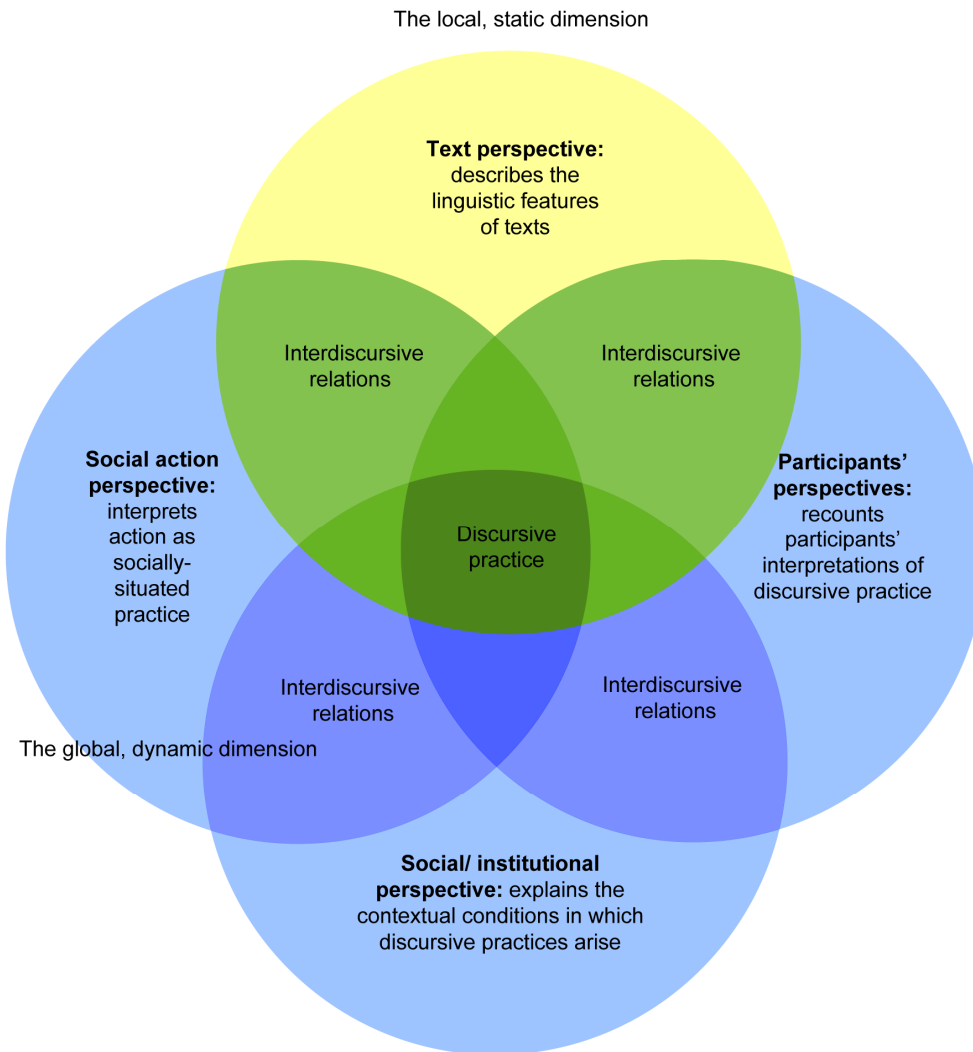 The local, static dimension
Text perspective:
describes the
linguistic features
of texts
Interdiscursive
relations
Interdiscursive
relations
Social action
perspective:
interprets
action as
socially-
situated
practice
Discursive
practice
Participants’
perspectives:
recounts
participants’
interpretations of
discursive practice
Interdiscursive
relations
Interdiscursive
relations
The global, dynamic dimension
Social/ institutional
perspective: explains the
contextual conditions in which
discursive practices arise